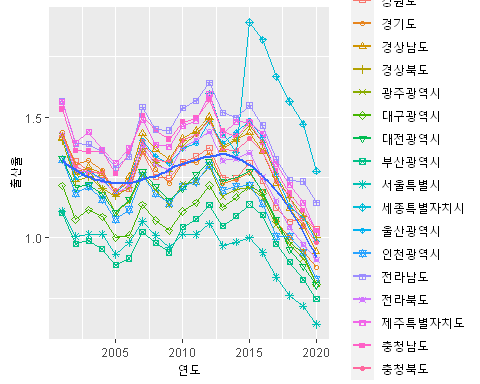 강원도
경기도
경상남도
경상북도
광주광역시
대구광역시
대전광역시
부산광역시
서울특별시
세종특별자치시
울산광역시
인천광역시
전라남도
전라북도
제주특별자치도
충청남도
충청북도
출산율
1.5
1.0
2005
2010
2015
2020
연도